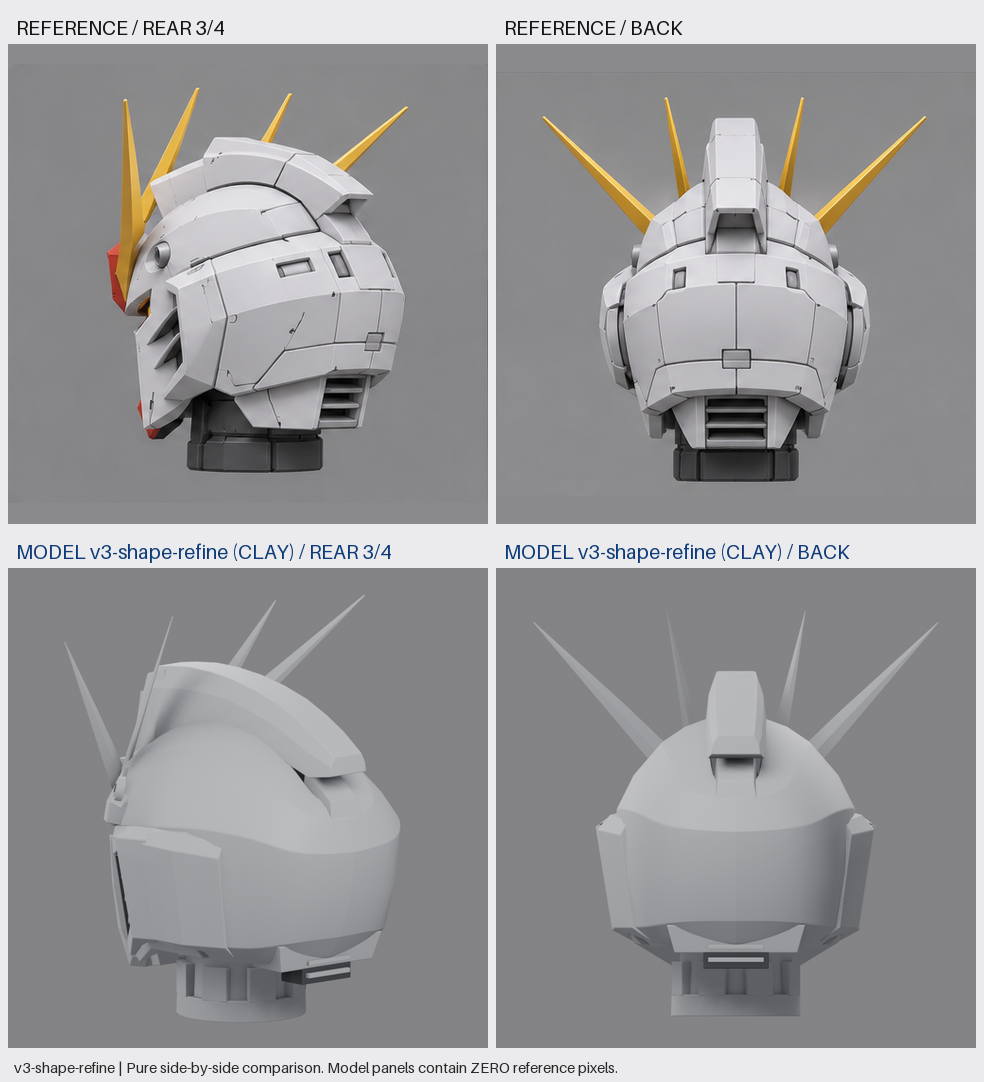 REFERENCE / REAR 3/4
REFERENCE / BACK
MODEL v3-shape-refine (CLAY) / REAR 3/4
MODEL v3-shape-refine (CLAY) / BACK
v3-shape-refine | Pure side-by-side comparison. Model panels contain ZERO reference pixels.